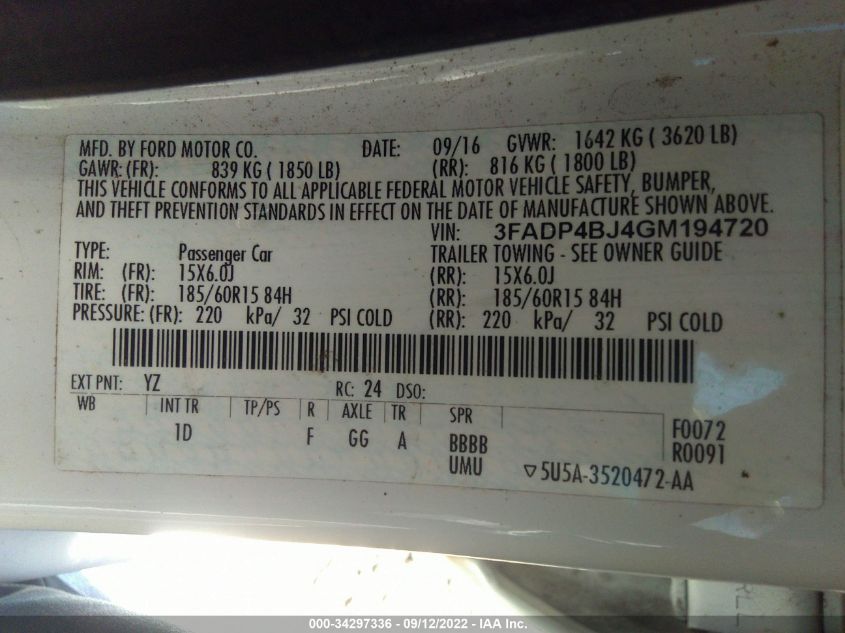 MFD. BY FORD MOTOR CO. DATE: 09/16 GVWR: 1642 KG ( 3620 LB)
GAWR: (FR): 839 KG ( 1850 LB) (RR): 816 KG ( 1800 LB)
THIS VEHICLE CONFORMS TO ALL APPLICABLE FEDERAL MOTOR VEHICLE SAFETY, BUMPER,
AND THEFT PREVENTION STANDARDS IN EFFECT ON THE DATE OF MANUFACTURE SHOWN ABOVE.
VIN: 3FADP4BJ4GM194720
TYPE: Passenger Car TRAILER TOWING - SEE OWNER GUIDE
RIM: (FR): 15X6.0J (RR): 15X6.0J
TIRE: (FR): 185/60R15 84H (RR): 185/60R15 84H
PRESSURE: (FR): 220 kPa/ 32 PSI COLD (RR): 220 kPa/ 32 PSI COLD
EXT PNT: YZ RC: 24 DSO:
WB INT TR TP/PS R AXLE TR SPR
1D F GG A BBBB F0072
UMU R0091
▽5U5A-3520472-AA
000-34297336 - 09/12/2022 - IAA Inc.